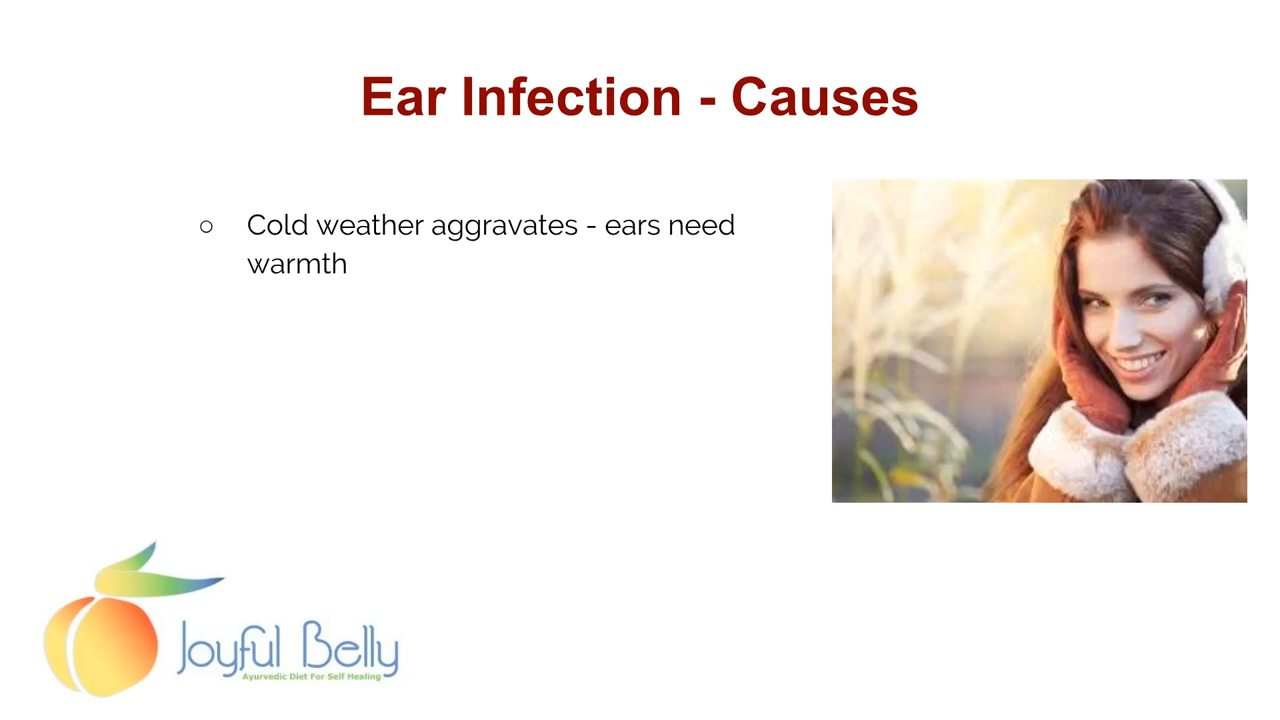 Ear Infection - Causes
○ Cold weather aggravates - ears need
warmth
Joyful Belly
Ayurvedic Diet For Self Healing